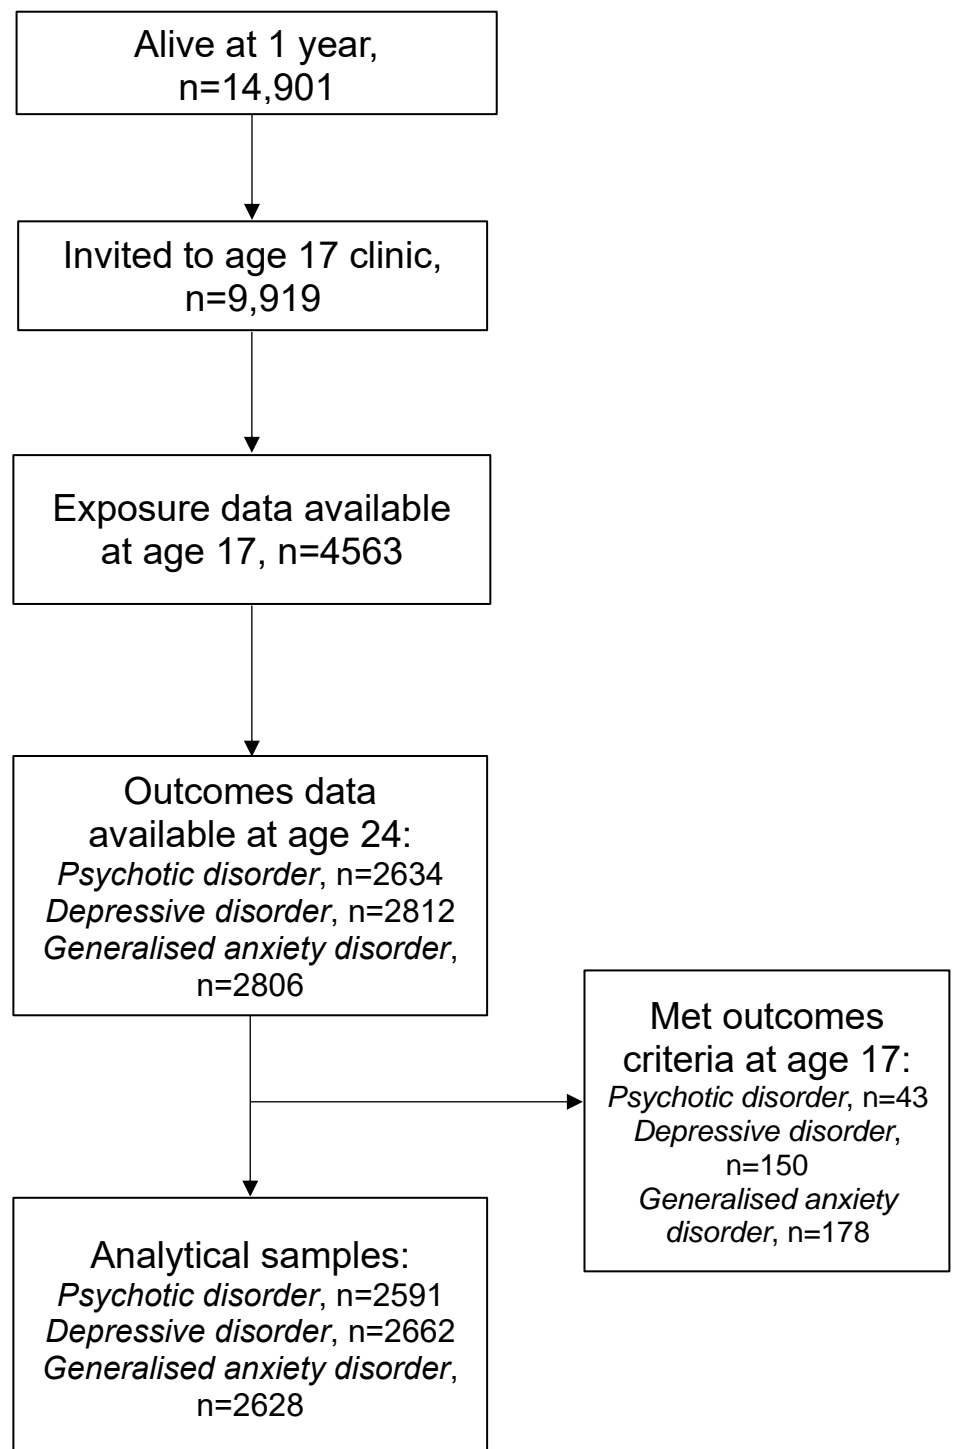 Alive at 1 year,
n=14,901
Invited to age 17 clinic,
n=9,919
Exposure data available
at age 17, n=4563
Outcomes data
available at age 24:
Psychotic disorder, n=2634
Depressive disorder, n=2812
Generalised anxiety disorder,
n=2806
Met outcomes
criteria at age 17:
Psychotic disorder, n=43
Depressive disorder,
n=150
Generalised anxiety
disorder, n=178
Analytical samples:
Psychotic disorder, n=2591
Depressive disorder, n=2662
Generalised anxiety disorder,
n=2628